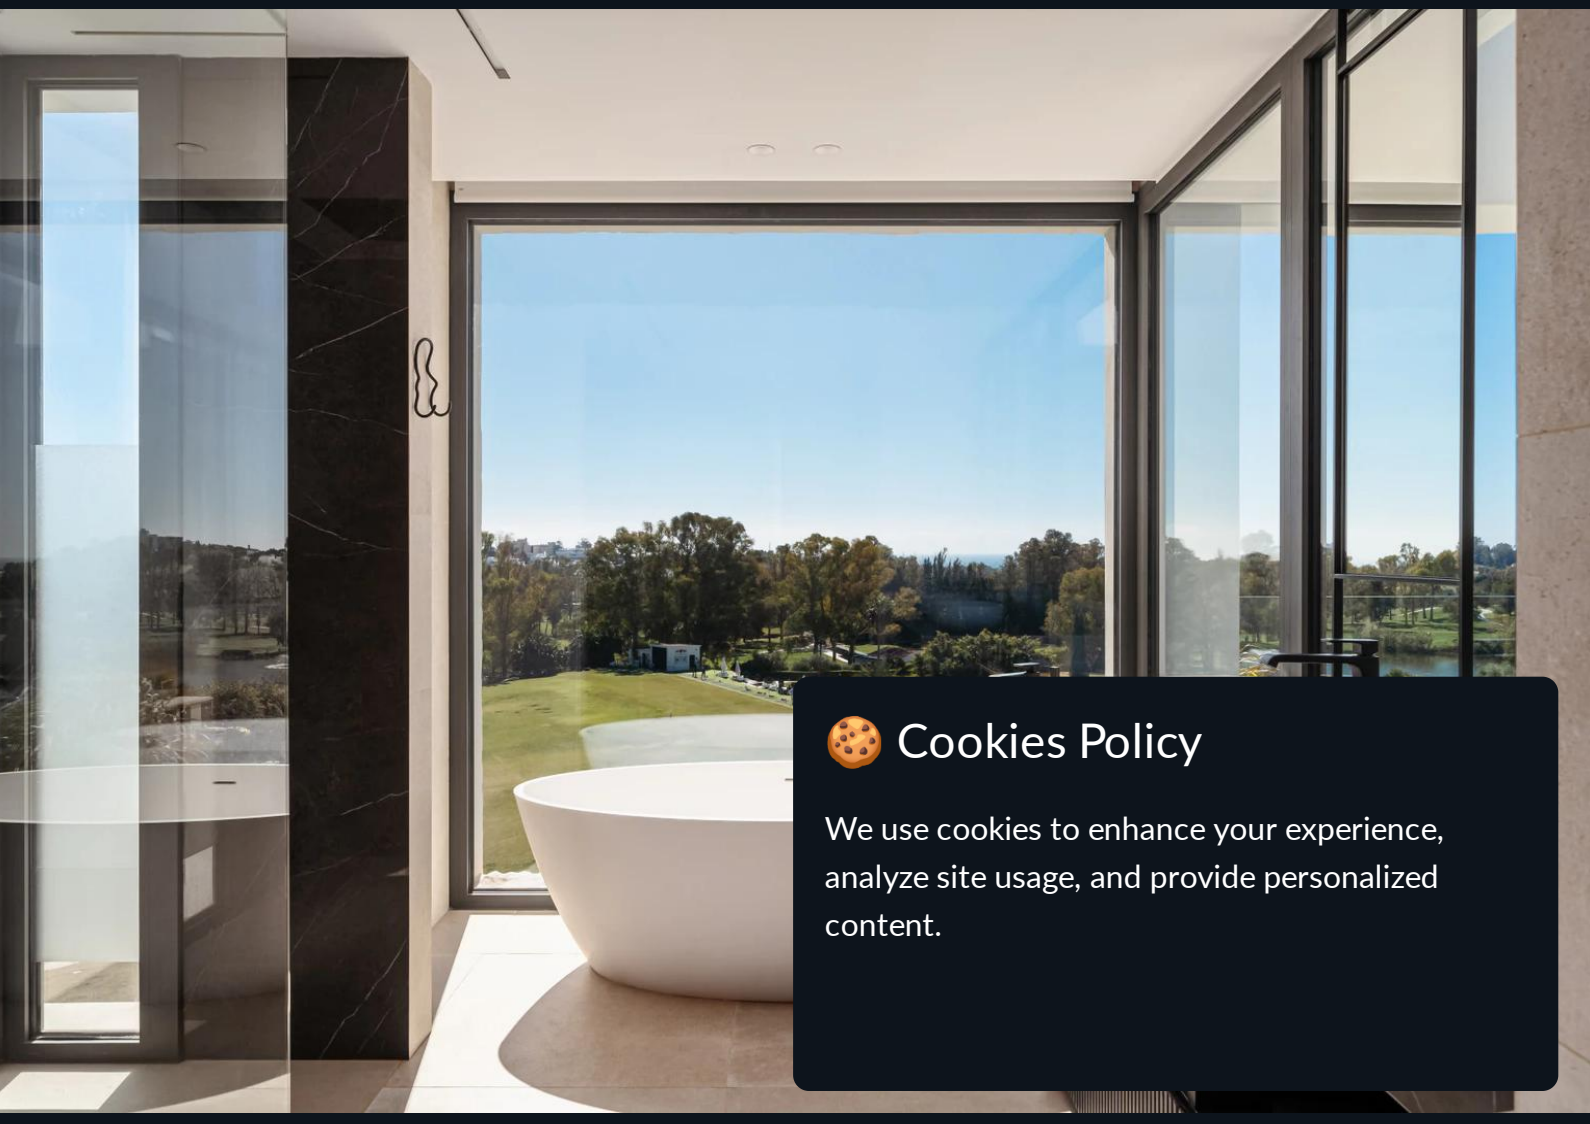 🍪 Cookies Policy
We use cookies to enhance your experience,
analyze site usage, and provide personalized
content.